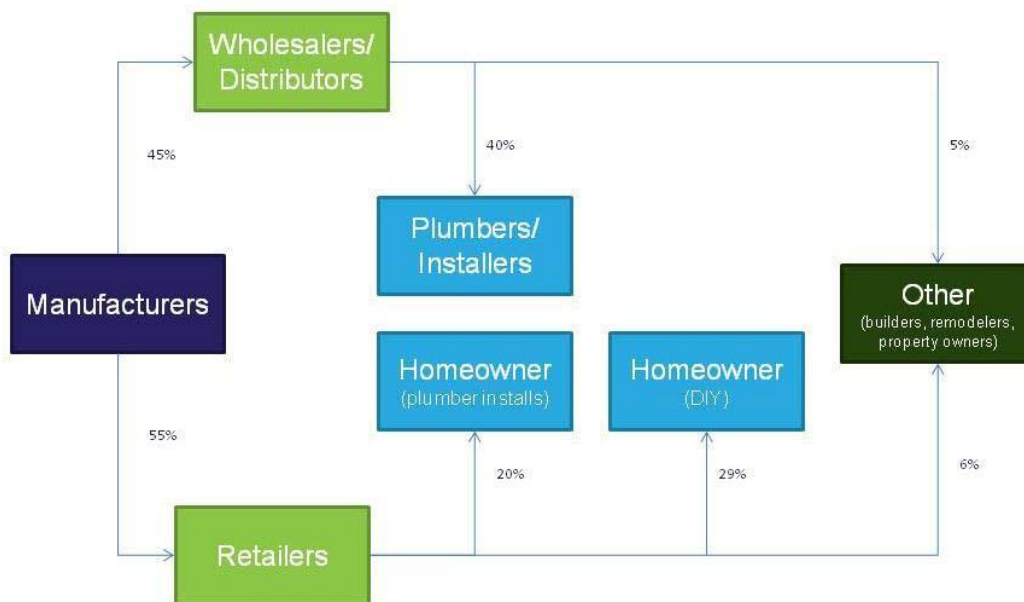 Wholesalers/
Distributors
45%
40%
5%
Plumbers/
Installers
Manufacturers
Other
(builders, remodelers,
property owners)
Homeowner
(plumber installs)
Homeowner
(DIY)
55%
20%
29%
6%
Retailers